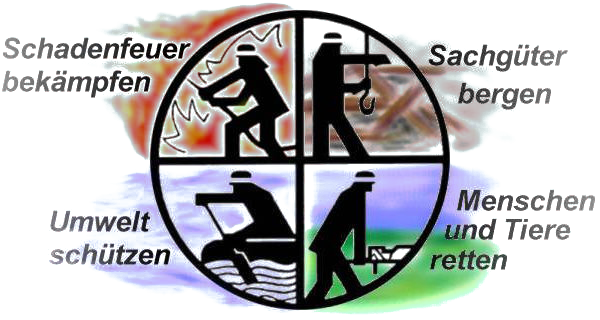 Schadenfeuer
bekämpfen
Sachgüter
bergen
Umwelt
schützen
Menschen
und Tiere
retten